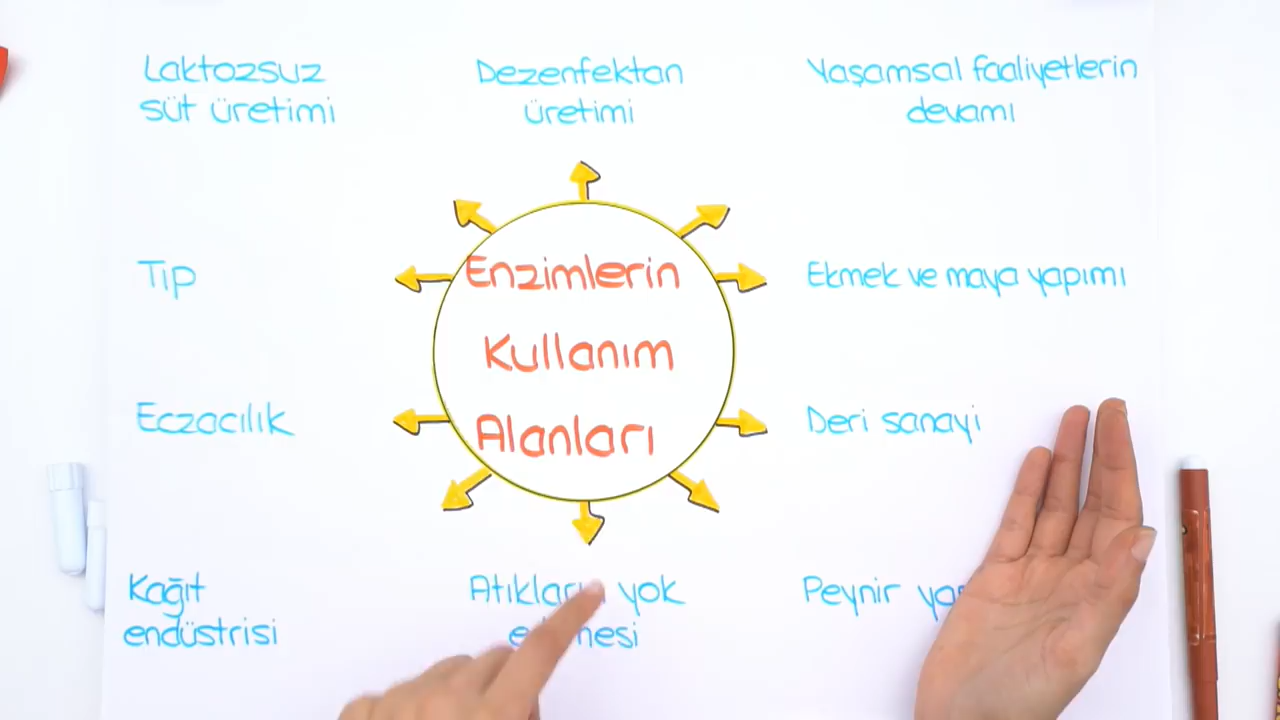 Laktozsuz
süt üretimi
Dezenfektan
üretimi
Yaşamsal faaliyetlerin
devamı
Tıp
Enzimlerin
Kullanım
Alanları
Ekmek ve maya yapımı
Eczacılık
Deri sanayi
Kağıt
endüstrisi
Atıkların yok
Peynir